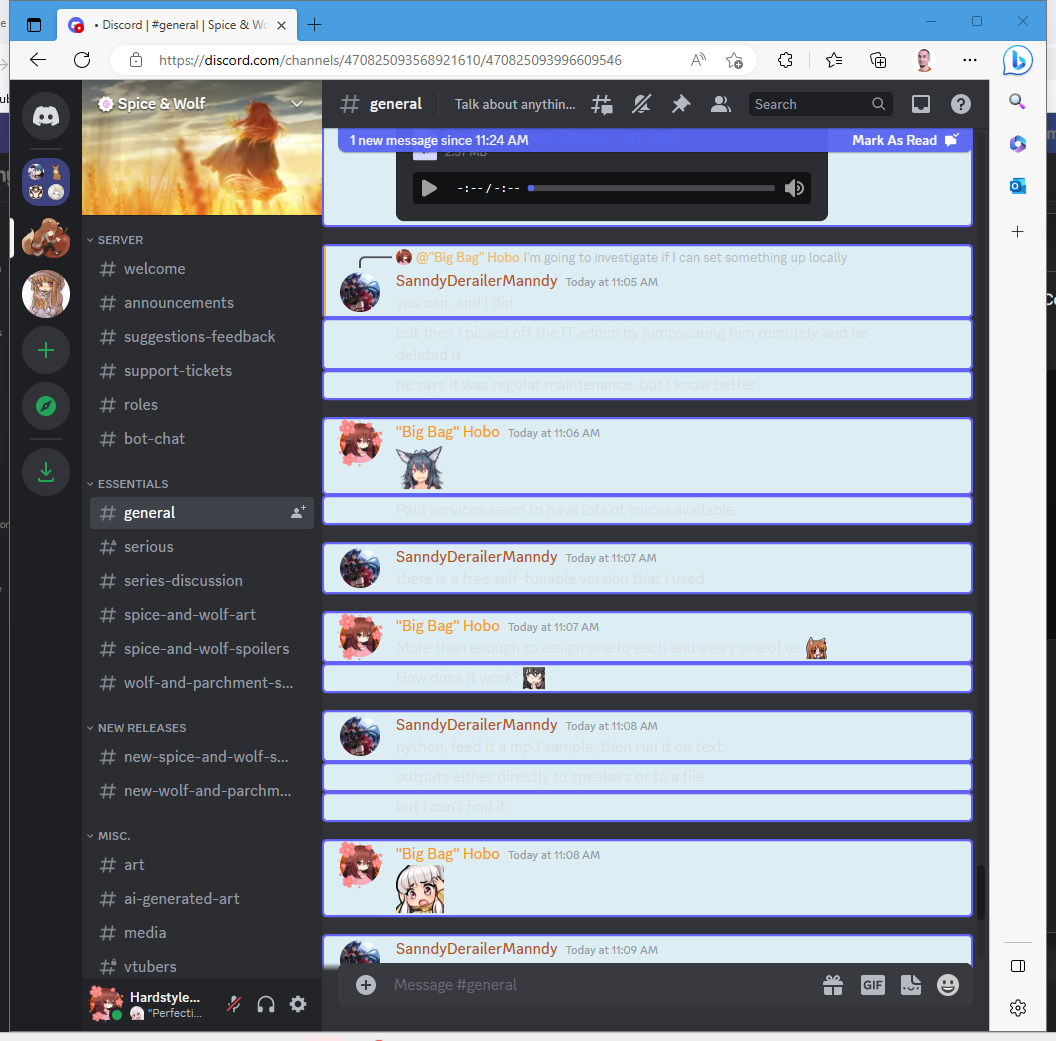 • Discord | #general | Spice & Wo
https://discord.com/channels/470825093568921610/470825093996609546
Spice & Wolf
general
Talk about anythin...
Search
1 new message since 11:24 AM
Mark As Read
2.57 MB
-:-- / -:--
SERVER
welcome
announcements
suggestions-feedback
support-tickets
roles
bot-chat
ESSENTIALS
general
serious
series-discussion
spice-and-wolf-art
spice-and-wolf-spoilers
wolf-and-parchment-s...
NEW RELEASES
new-spice-and-wolf-s...
new-wolf-and-parchm...
MISC.
art
ai-generated-art
media
vtubers
Hardstyle...
"Perfecti...
@"Big Bag" Hobo I'm going to investigate if I can set something up locally
SanndyDerailerManndy Today at 11:05 AM
you can, and I did
but then I pissed off the IT admin by jumpscaring him remotely and he
deleted it
he says it was regular maintenance, but I know better
"Big Bag" Hobo Today at 11:06 AM
Paid services seem to have lots of voices available
SanndyDerailerManndy Today at 11:07 AM
there is a free self-tunable version that I used
"Big Bag" Hobo Today at 11:07 AM
More than enough to assign one to each and every one of us
How does it work?
SanndyDerailerManndy Today at 11:08 AM
python, feed it a mp3 sample, then run it on text
outputs either directly to speakers or to a file
but I can't find it
"Big Bag" Hobo Today at 11:08 AM
SanndyDerailerManndy Today at 11:09 AM
Message #general
GIF